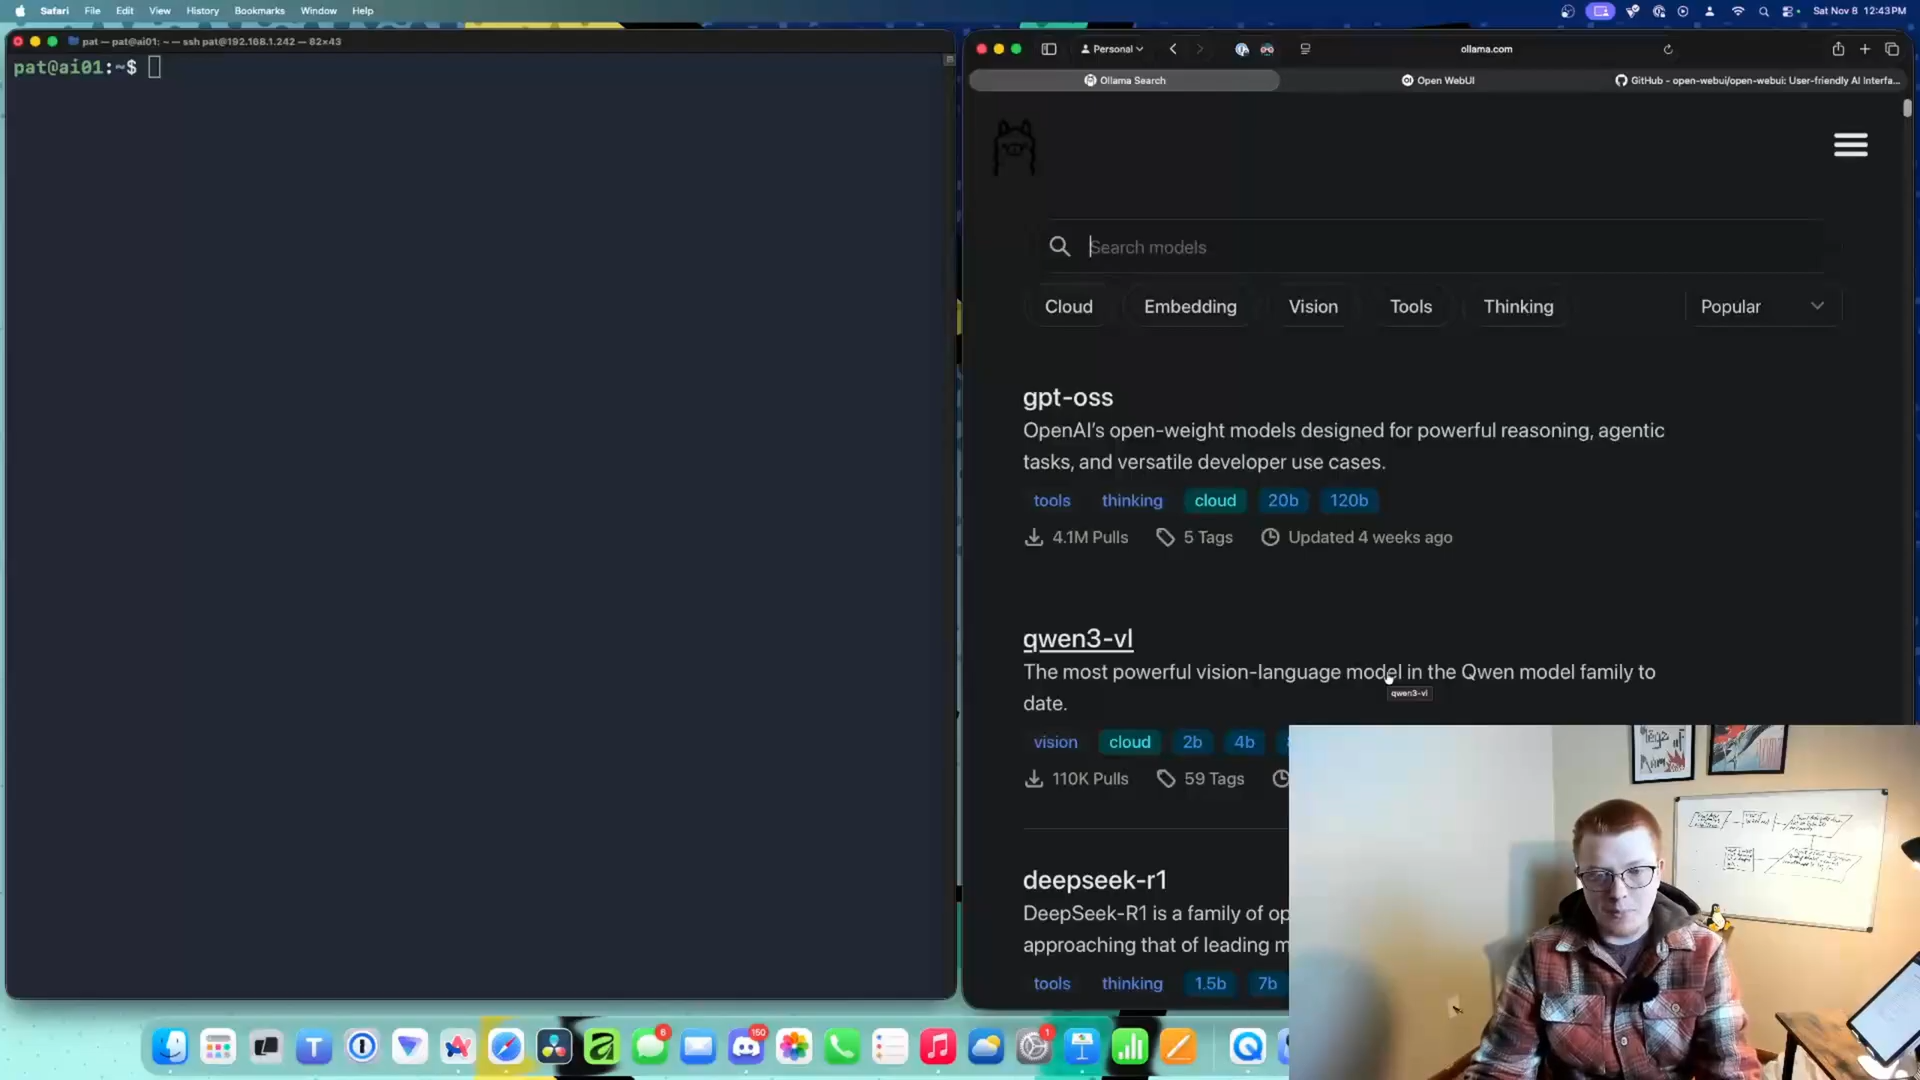 Safari File Edit View History Bookmarks Window Help
Sat Nov 8 12:43PM
pat — pat@ai01: ~ — ssh pat@192.168.1.242 — 82×43
pat@ai01:~$
Personal
ollama.com
Ollama Search
Open WebUI
GitHub - open-webui/open-webui: User-friendly AI Interfa...
Search models
Cloud Embedding Vision Tools Thinking Popular
gpt-oss
OpenAI's open-weight models designed for powerful reasoning, agentic
tasks, and versatile developer use cases.
tools thinking cloud 20b 120b
4.1M Pulls 5 Tags Updated 4 weeks ago
qwen3-vl
The most powerful vision-language model in the Qwen model family to
date.
qwen3-vl
vision cloud 2b 4b
110K Pulls 59 Tags
deepseek-r1
DeepSeek-R1 is a family of op
approaching that of leading m
tools thinking 1.5b 7b
6
150
1